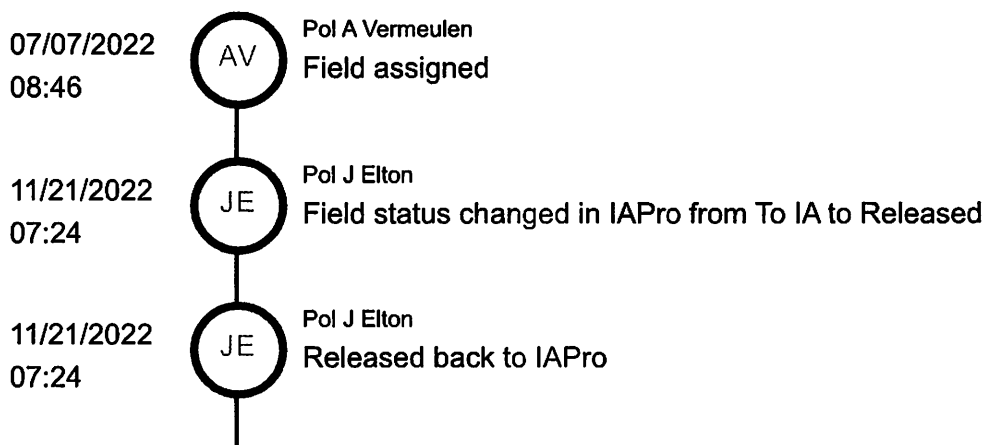 07/07/2022
08:46
AV
Pol A Vermeulen
Field assigned
11/21/2022
07:24
JE
Pol J Elton
Field status changed in IAPro from To IA to Released
11/21/2022
07:24
JE
Pol J Elton
Released back to IAPro